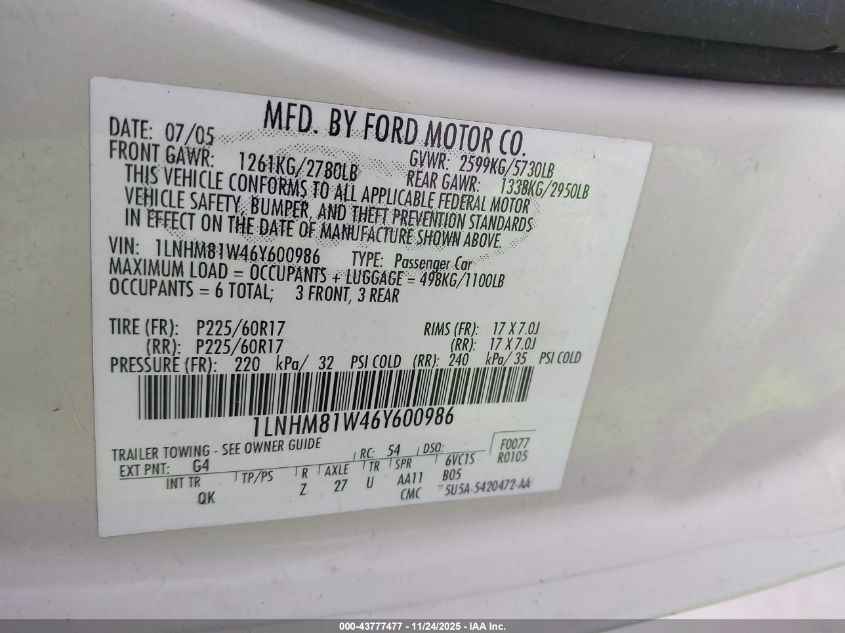 MFD. BY FORD MOTOR CO.
DATE: 07/05 GVWR: 2599KG/5730LB
FRONT GAWR: 1261KG/2780LB REAR GAWR: 1338KG/2950LB
THIS VEHICLE CONFORMS TO ALL APPLICABLE FEDERAL MOTOR
VEHICLE SAFETY, BUMPER, AND THEFT PREVENTION STANDARDS
IN EFFECT ON THE DATE OF MANUFACTURE SHOWN ABOVE.
VIN: 1LNHM81W46Y600986 TYPE: Passenger Car
MAXIMUM LOAD = OCCUPANTS + LUGGAGE = 498KG/1100LB
OCCUPANTS = 6 TOTAL; 3 FRONT, 3 REAR
TIRE (FR): P225/60R17 RIMS (FR): 17 X 7.0J
(RR): P225/60R17 (RR): 17 X 7.0J
PRESSURE (FR): 220 kPa/ 32 PSI COLD (RR): 240 kPa/ 35 PSI COLD
1LNHM81W46Y600986
TRAILER TOWING - SEE OWNER GUIDE F0077
EXT PNT: G4 RC: 54 DSO: R0105
INT TR TP/PS R AXLE TR SPR 6VC15
QK Z 27 U AA11 B05
CMC 5U5A-5420472-AA
000-43777477 - 11/24/2025 - IAA Inc.